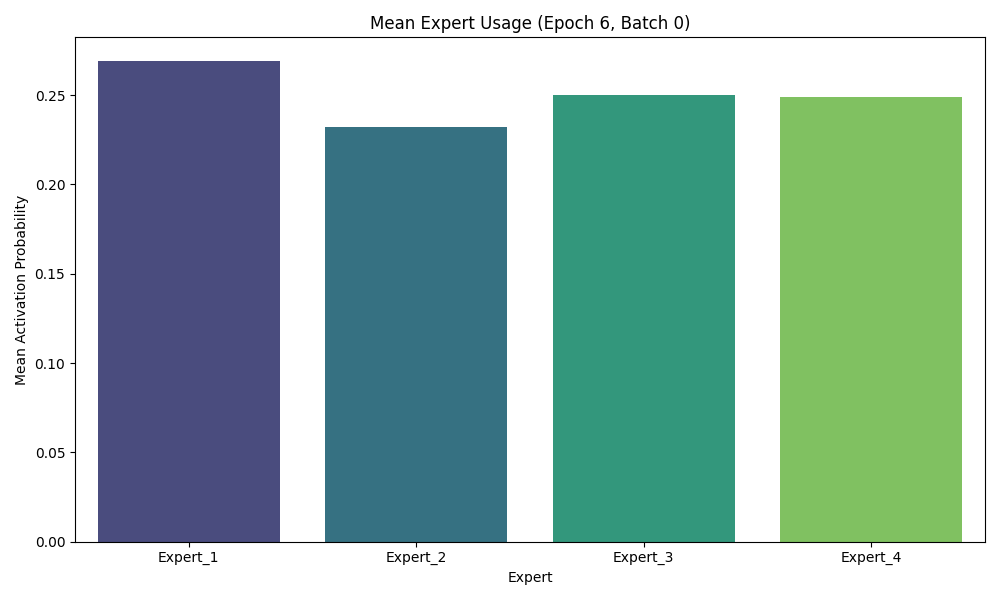 Mean Expert Usage (Epoch 6, Batch 0)
Mean Activation Probability
0.25
0.20
0.15
0.10
0.05
0.00
Expert_1 Expert_2 Expert_3 Expert_4
Expert